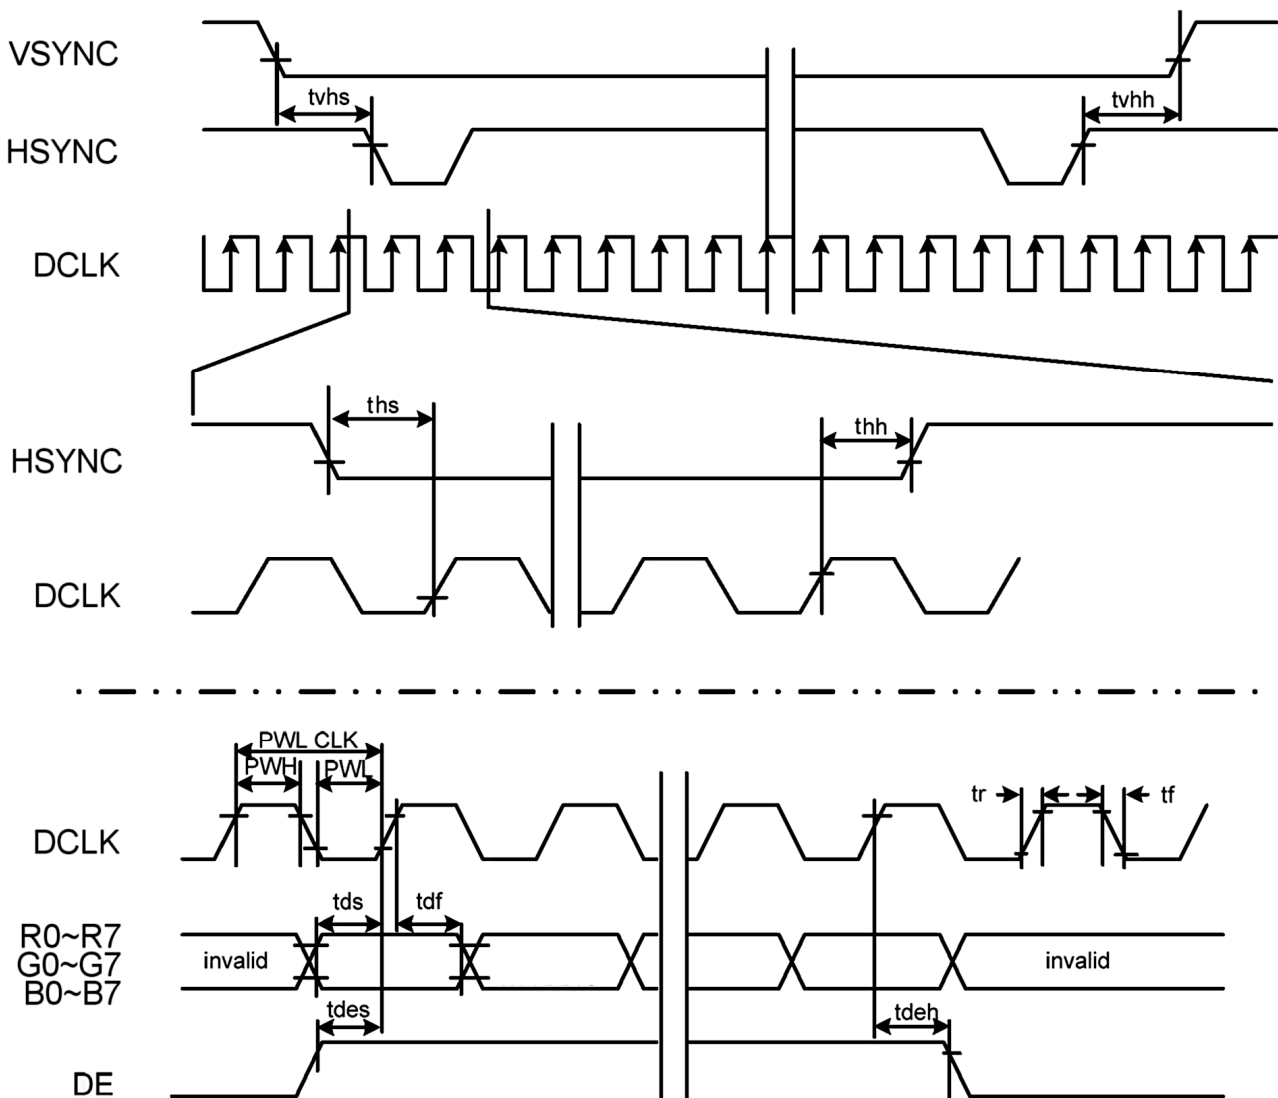 VSYNC
tvhs
tvhh
HSYNC
DCLK
ths
thh
HSYNC
DCLK
PWL CLK
PWH
PWL
tr
tf
DCLK
tds
tdf
R0~R7
G0~G7
B0~B7
invalid
invalid
tdes
tdeh
DE